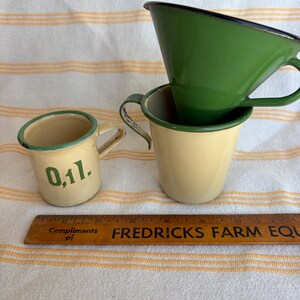 0,1l.
Compliments
of
FREDRICKS FARM EQU